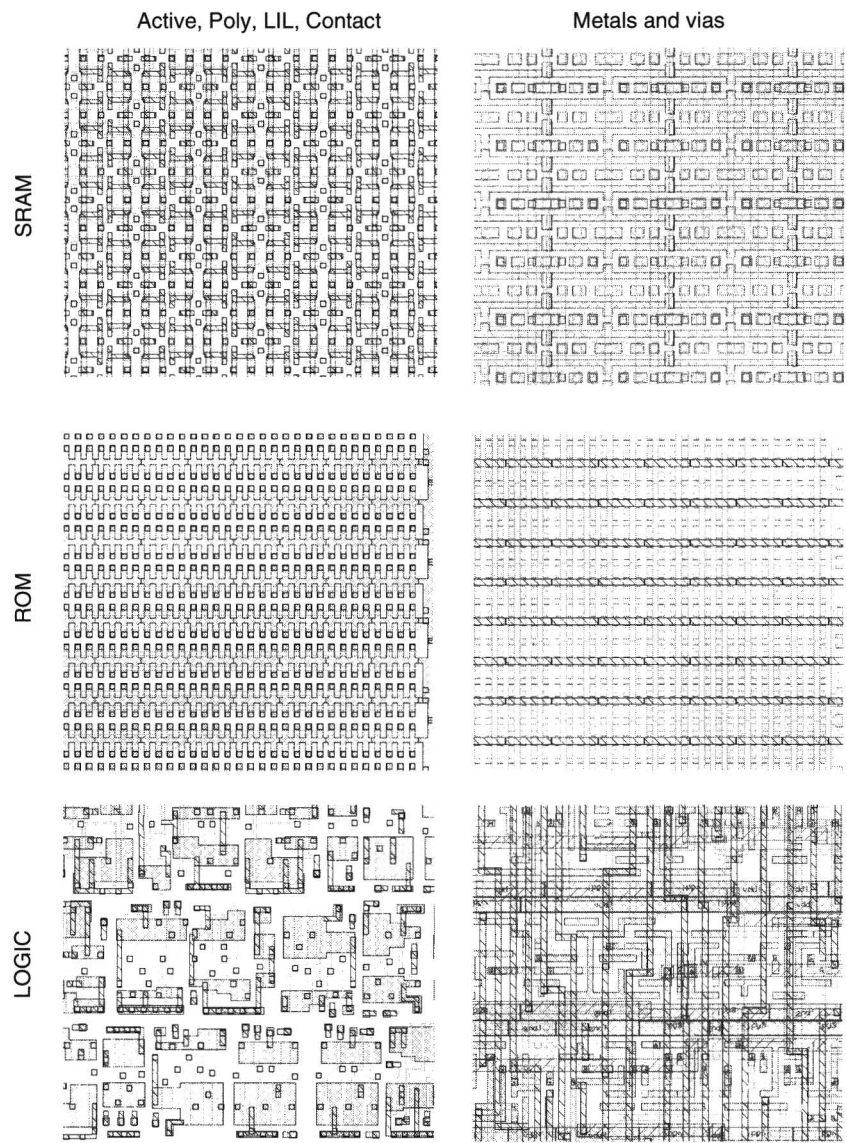 Active, Poly, LIL, Contact
Metals and vias
SRAM
ROM
LOGIC